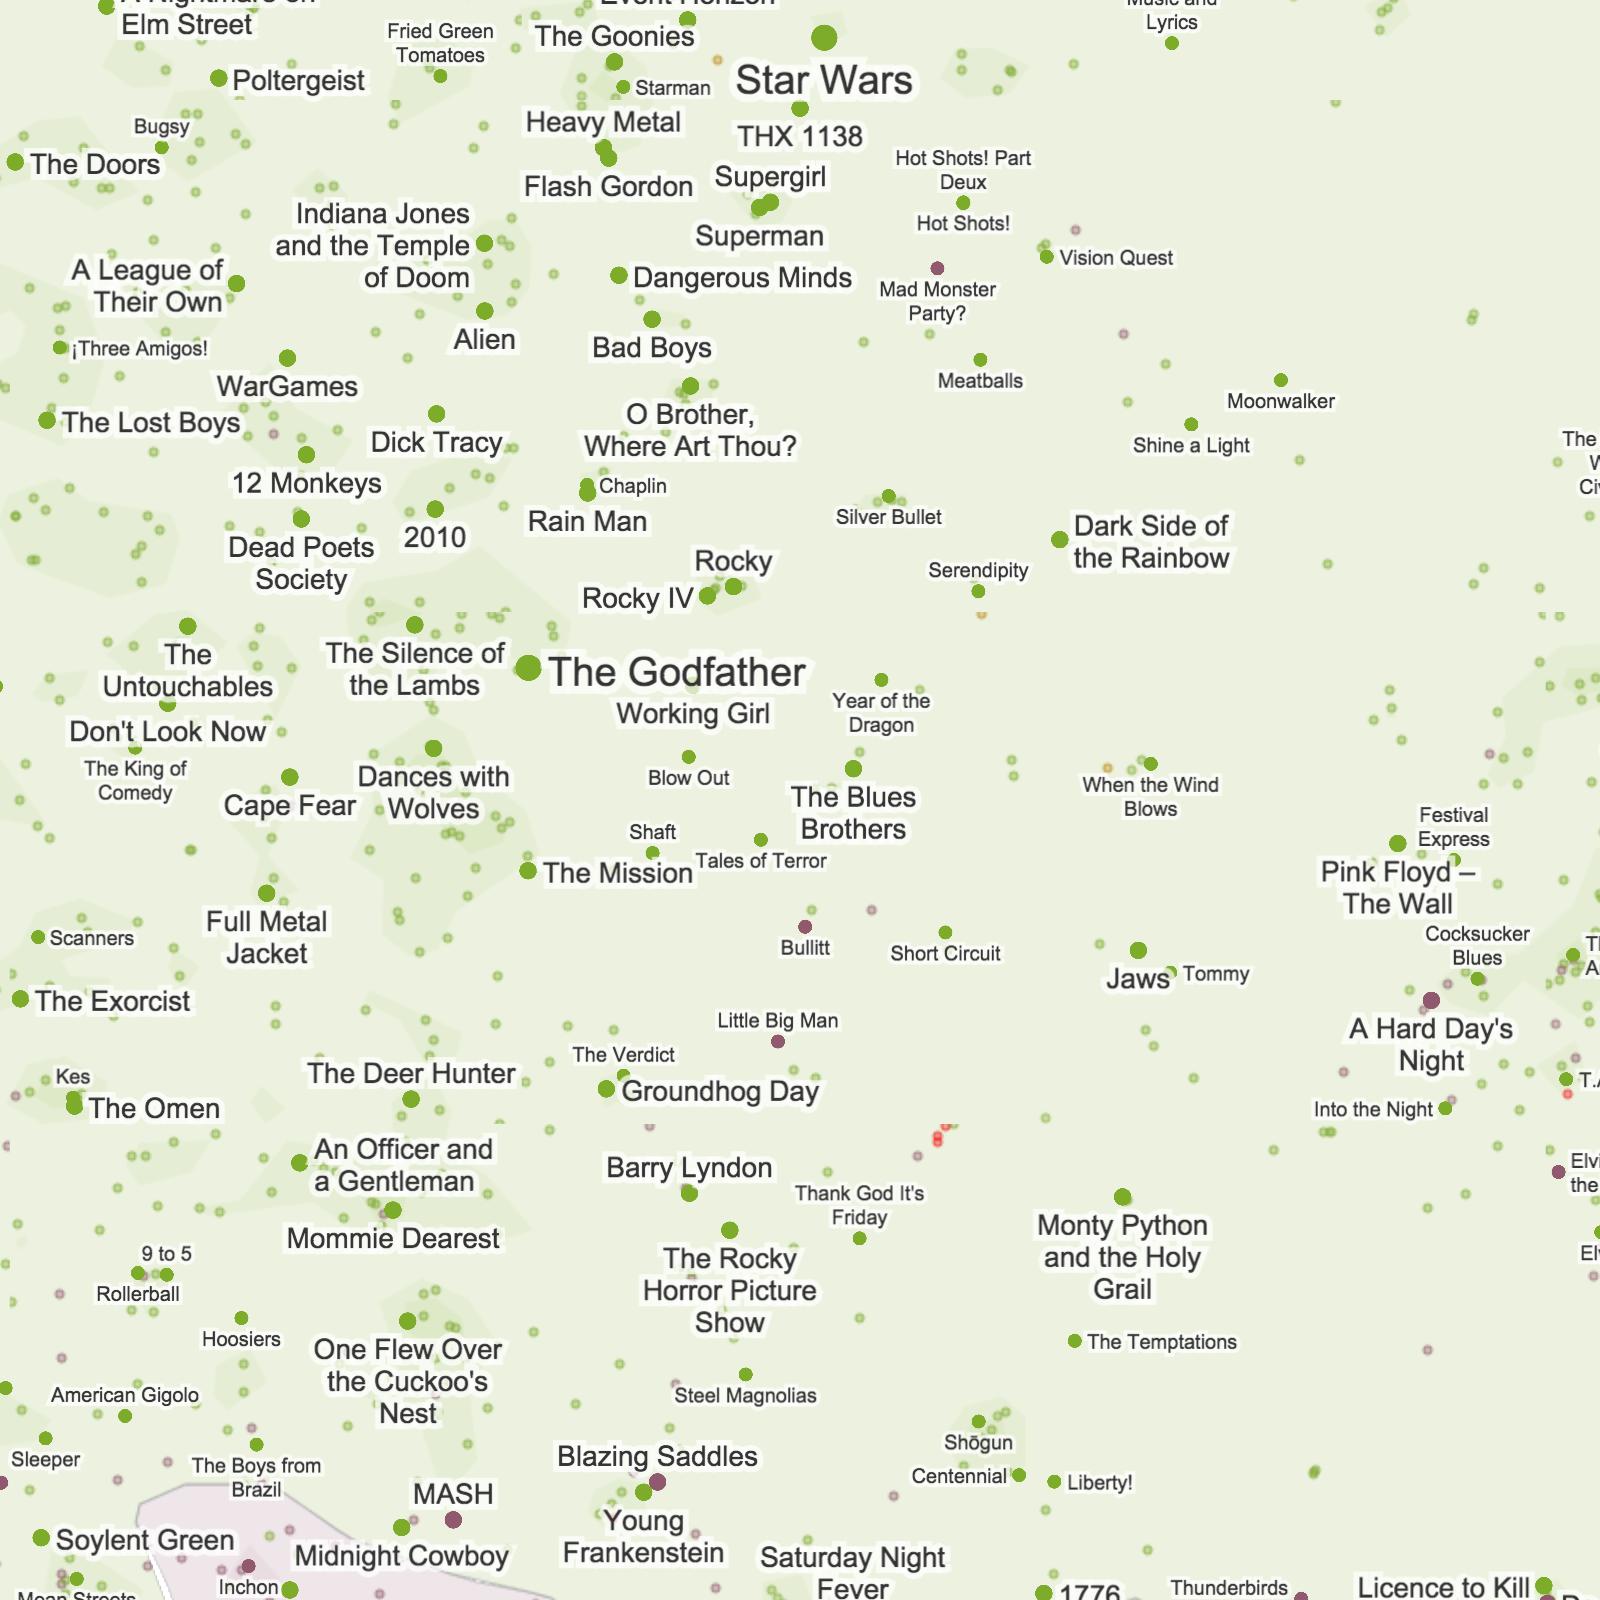 Elm Street
Fried Green
Tomatoes
Event Horizon
The Goonies
Star Wars
Music and
Lyrics
Poltergeist
Starman
Bugsy
Heavy Metal
THX 1138
The Doors
Flash Gordon
Supergirl
Hot Shots! Part
Deux
Hot Shots!
Indiana Jones
and the Temple
of Doom
Superman
Vision Quest
A League of
Their Own
Dangerous Minds
Mad Monster
Party?
¡Three Amigos!
Alien
Bad Boys
WarGames
Meatballs
Moonwalker
The Lost Boys
Dick Tracy
O Brother,
Where Art Thou?
Shine a Light
The
12 Monkeys
Chaplin
Rain Man
Silver Bullet
Dead Poets
Society
2010
Dark Side of
the Rainbow
Rocky
Rocky IV
Serendipity
The
Untouchables
The Silence of
the Lambs
The Godfather
Working Girl
Year of the
Dragon
Don't Look Now
The King of
Comedy
Cape Fear
Dances with
Wolves
Blow Out
The Blues
Brothers
When the Wind
Blows
Shaft
Tales of Terror
The Mission
Festival
Express
Pink Floyd –
The Wall
Full Metal
Jacket
Scanners
Bullitt
Short Circuit
Cocksucker
Blues
Jaws
Tommy
The Exorcist
Little Big Man
A Hard Day's
Night
The Verdict
Kes
The Deer Hunter
Groundhog Day
The Omen
Into the Night
An Officer and
a Gentleman
Barry Lyndon
Thank God It's
Friday
the
Mommie Dearest
Monty Python
and the Holy
Grail
9 to 5
Rollerball
The Rocky
Horror Picture
Show
Hoosiers
One Flew Over
the Cuckoo's
Nest
The Temptations
American Gigolo
Steel Magnolias
Sleeper
The Boys from
Brazil
Shōgun
Centennial
Liberty!
Blazing Saddles
MASH
Young
Frankenstein
Soylent Green
Midnight Cowboy
Saturday Night
Fever
Inchon
Mean Streets
1776
Thunderbirds
Licence to Kill